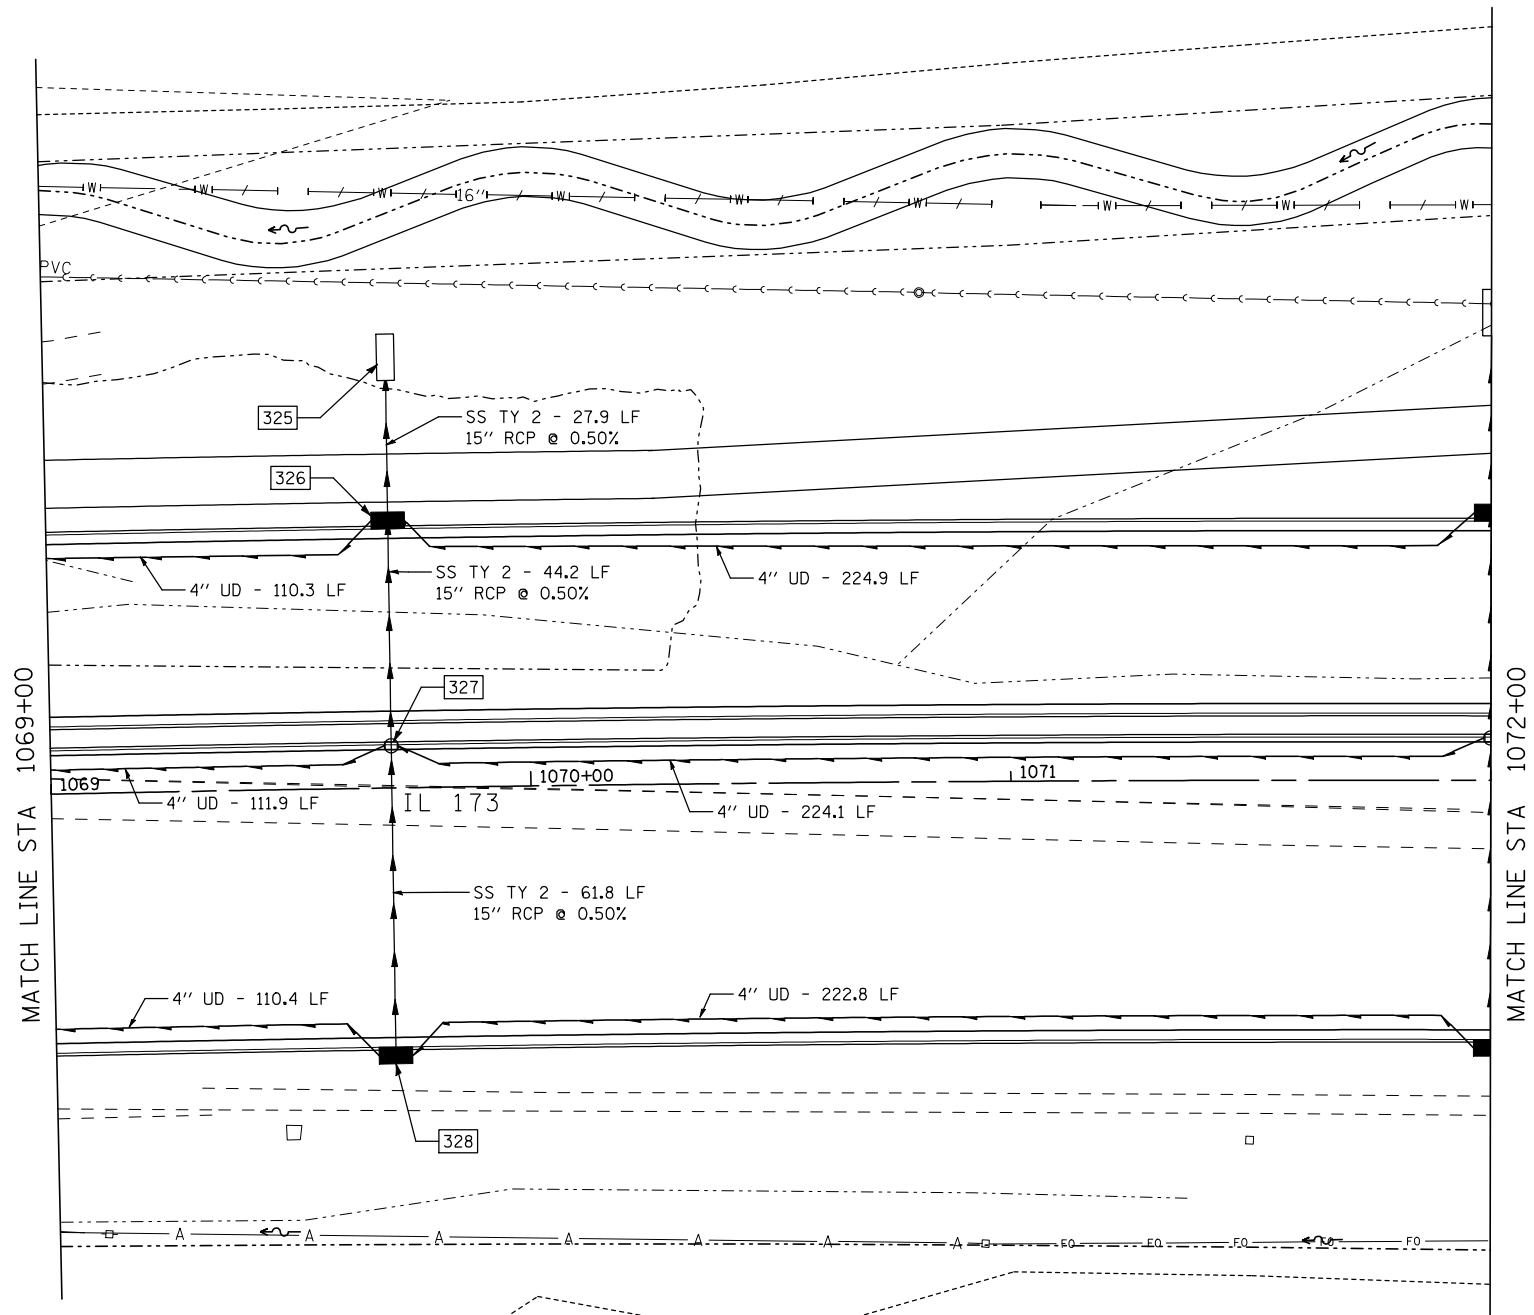 W W W 16″ W W W W W W
PVC
325
SS TY 2 - 27.9 LF
15″ RCP @ 0.50%
326
4″ UD - 110.3 LF
SS TY 2 - 44.2 LF
15″ RCP @ 0.50%
4″ UD - 224.9 LF
327
MATCH LINE STA 1069+00
MATCH LINE STA 1072+00
1069
1070+00
1071
4″ UD - 111.9 LF
IL 173
4″ UD - 224.1 LF
SS TY 2 - 61.8 LF
15″ RCP @ 0.50%
4″ UD - 110.4 LF
4″ UD - 222.8 LF
328
A A A A A A A FO FO FO FO FO